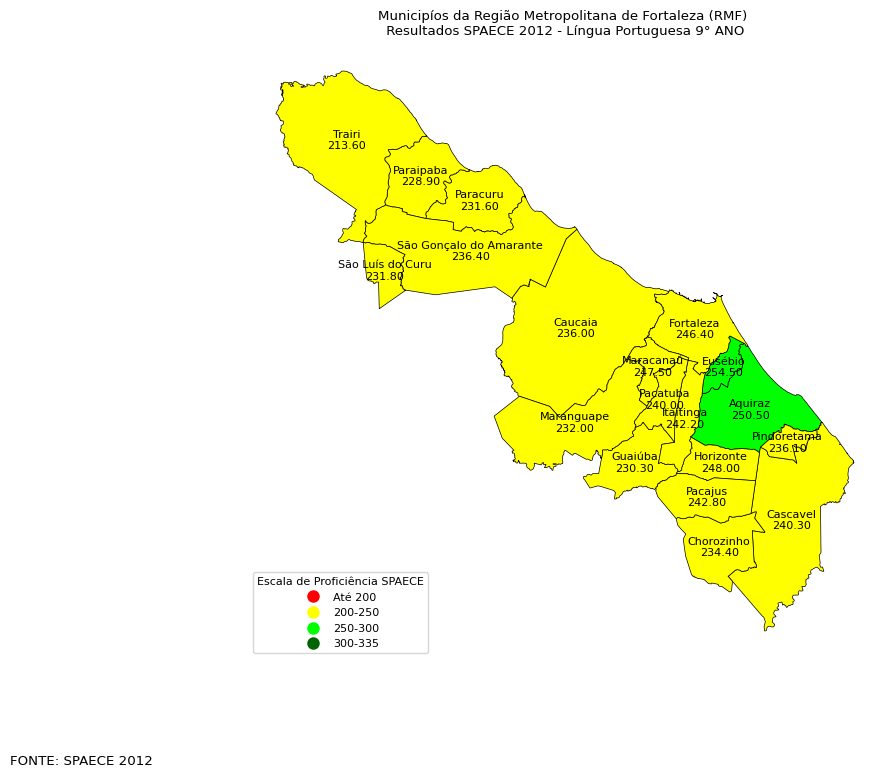 Municipíos da Região Metropolitana de Fortaleza (RMF)
Resultados SPAECE 2012 - Língua Portuguesa 9° ANO
Trairi
213.60
Paraipaba
228.90
Paracuru
231.60
São Gonçalo do Amarante
236.40
São Luís do Curu
231.80
Caucaia
236.00
Fortaleza
246.40
Maracanaú
247.50
Eusébio
254.50
Pacatuba
240.00
Aquiraz
250.50
Itaitinga
242.20
Maranguape
232.00
Pindoretama
236.10
Guaiúba
230.30
Horizonte
248.00
Pacajus
242.80
Cascavel
240.30
Chorozinho
234.40
Escala de Proficiência SPAECE
Até 200
200-250
250-300
300-335
FONTE: SPAECE 2012